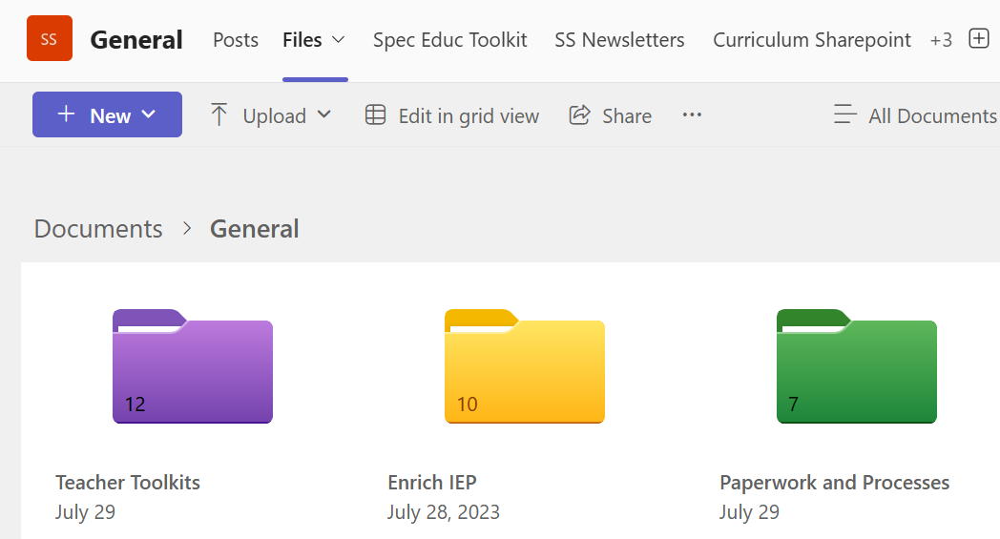 SS General Posts Files Spec Educ Toolkit SS Newsletters Curriculum Sharepoint +3
New Upload Edit in grid view Share ... All Documents
Documents > General
12 10 7
Teacher Toolkits Enrich IEP Paperwork and Processes
July 29 July 28, 2023 July 29